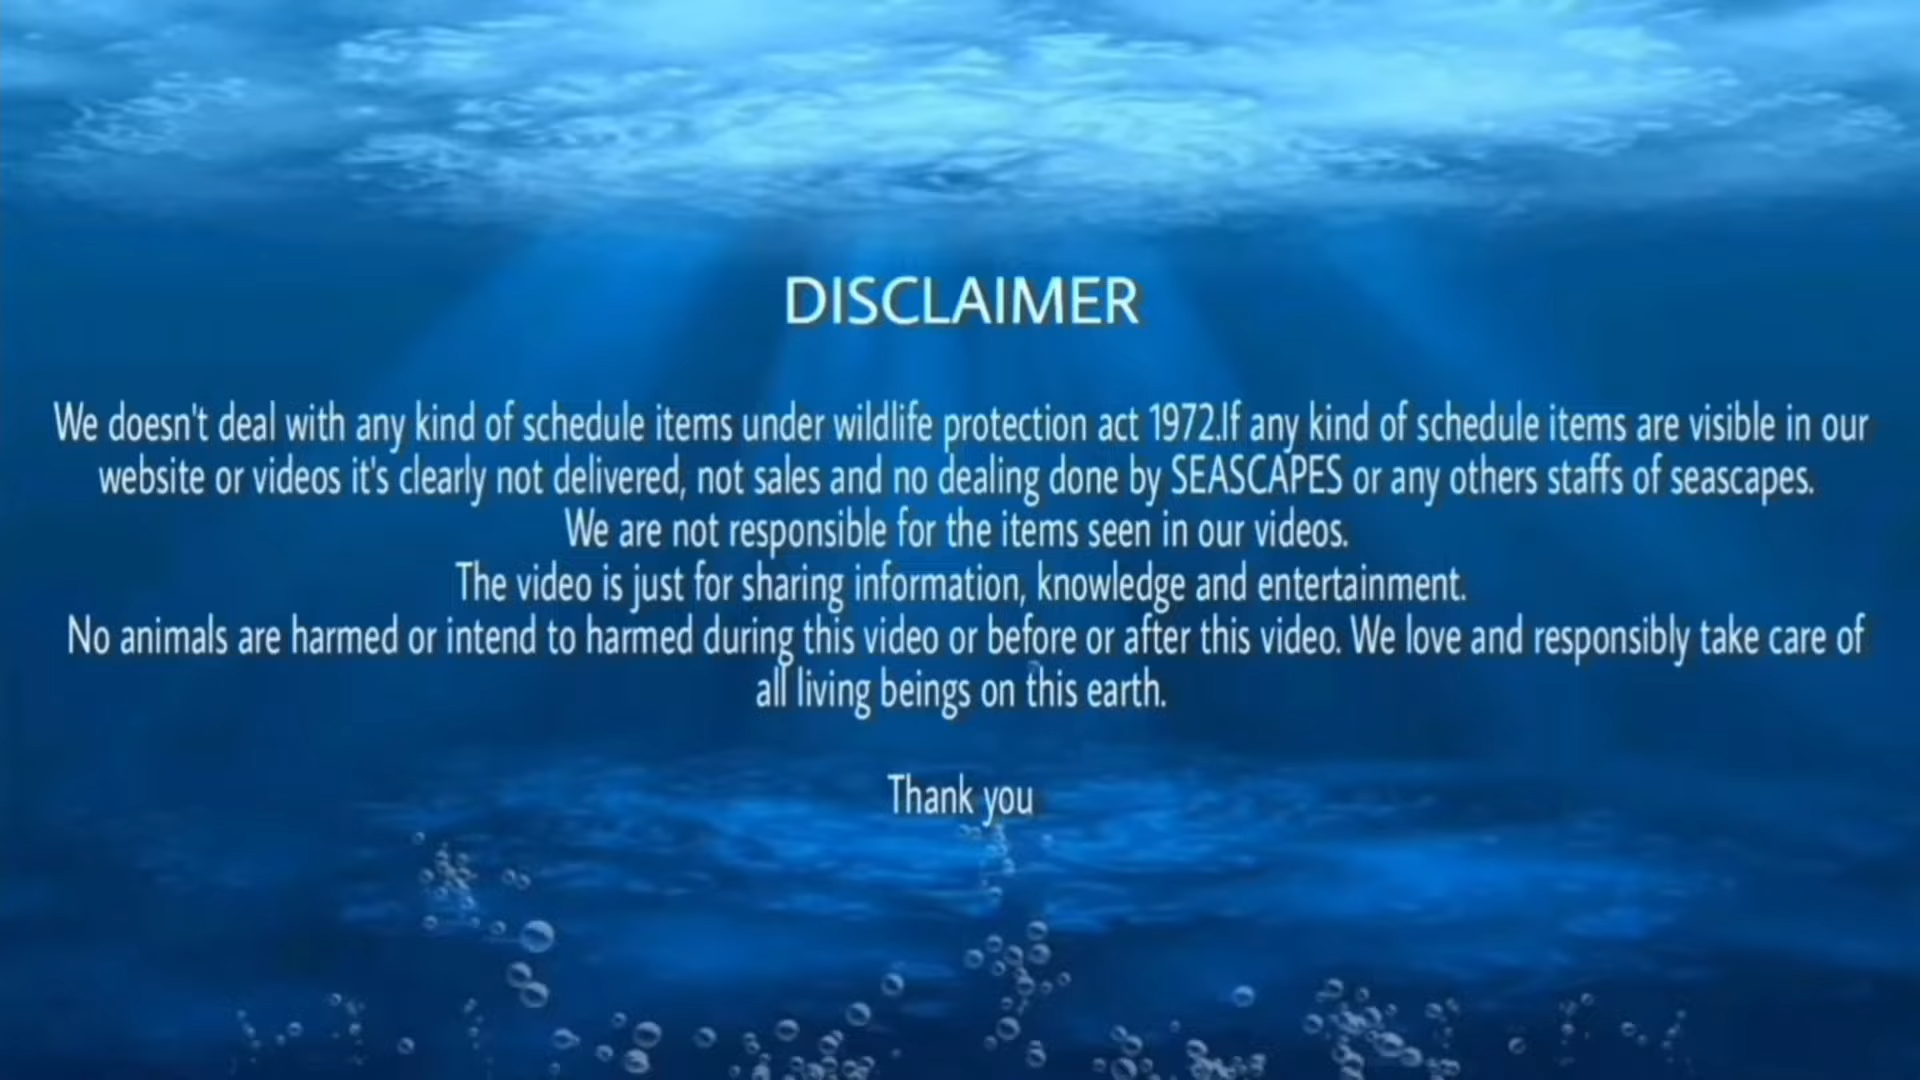 DISCLAIMER
We doesn't deal with any kind of schedule items under wildlife protection act 1972.If any kind of schedule items are visible in our
website or videos it's clearly not delivered, not sales and no dealing done by SEASCAPES or any others staffs of seascapes.
We are not responsible for the items seen in our videos.
The video is just for sharing information, knowledge and entertainment.
No animals are harmed or intend to harmed during this video or before or after this video. We love and responsibly take care of
all living beings on this earth.
Thank you